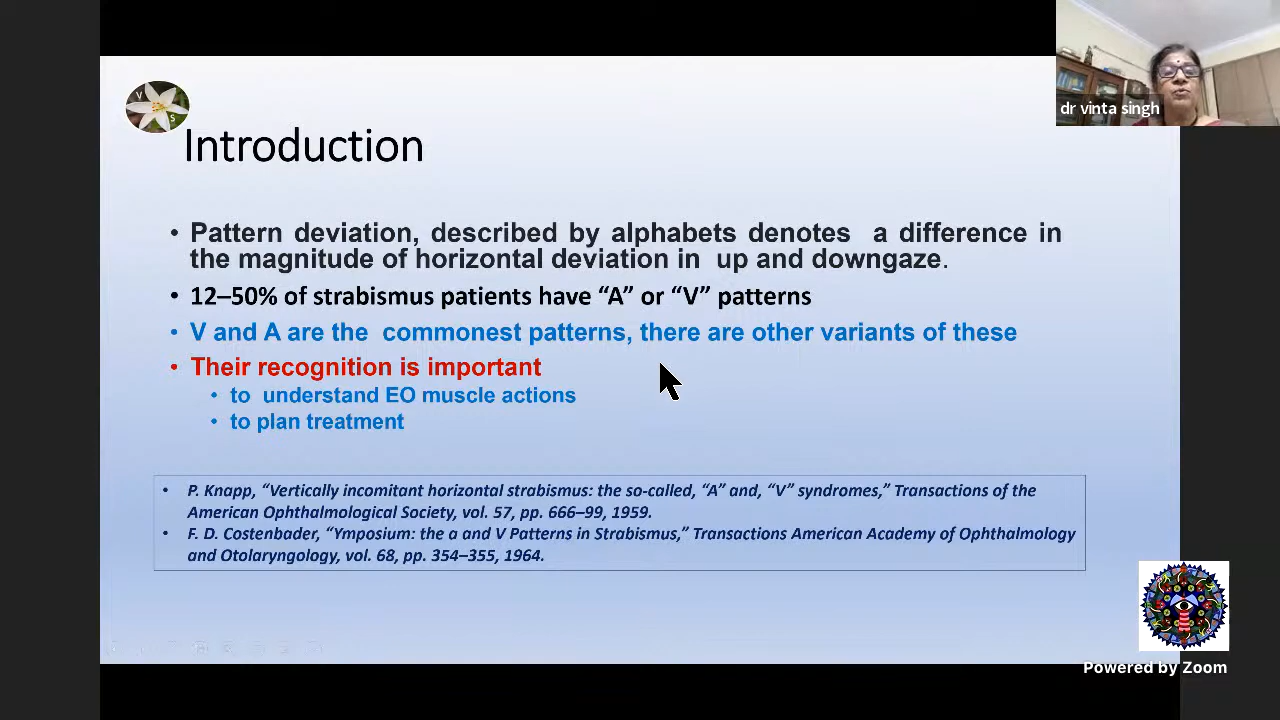 dr vinta singh
V
S
Introduction
• Pattern deviation, described by alphabets denotes a difference in
the magnitude of horizontal deviation in up and downgaze.
• 12–50% of strabismus patients have “A” or “V” patterns
• V and A are the commonest patterns, there are other variants of these
• Their recognition is important
• to understand EO muscle actions
• to plan treatment
• P. Knapp, “Vertically incomitant horizontal strabismus: the so-called, “A” and, “V” syndromes,” Transactions of the
American Ophthalmological Society, vol. 57, pp. 666–99, 1959.
• F. D. Costenbader, “Ymposium: the a and V Patterns in Strabismus,” Transactions American Academy of Ophthalmology
and Otolaryngology, vol. 68, pp. 354–355, 1964.
Powered by Zoom